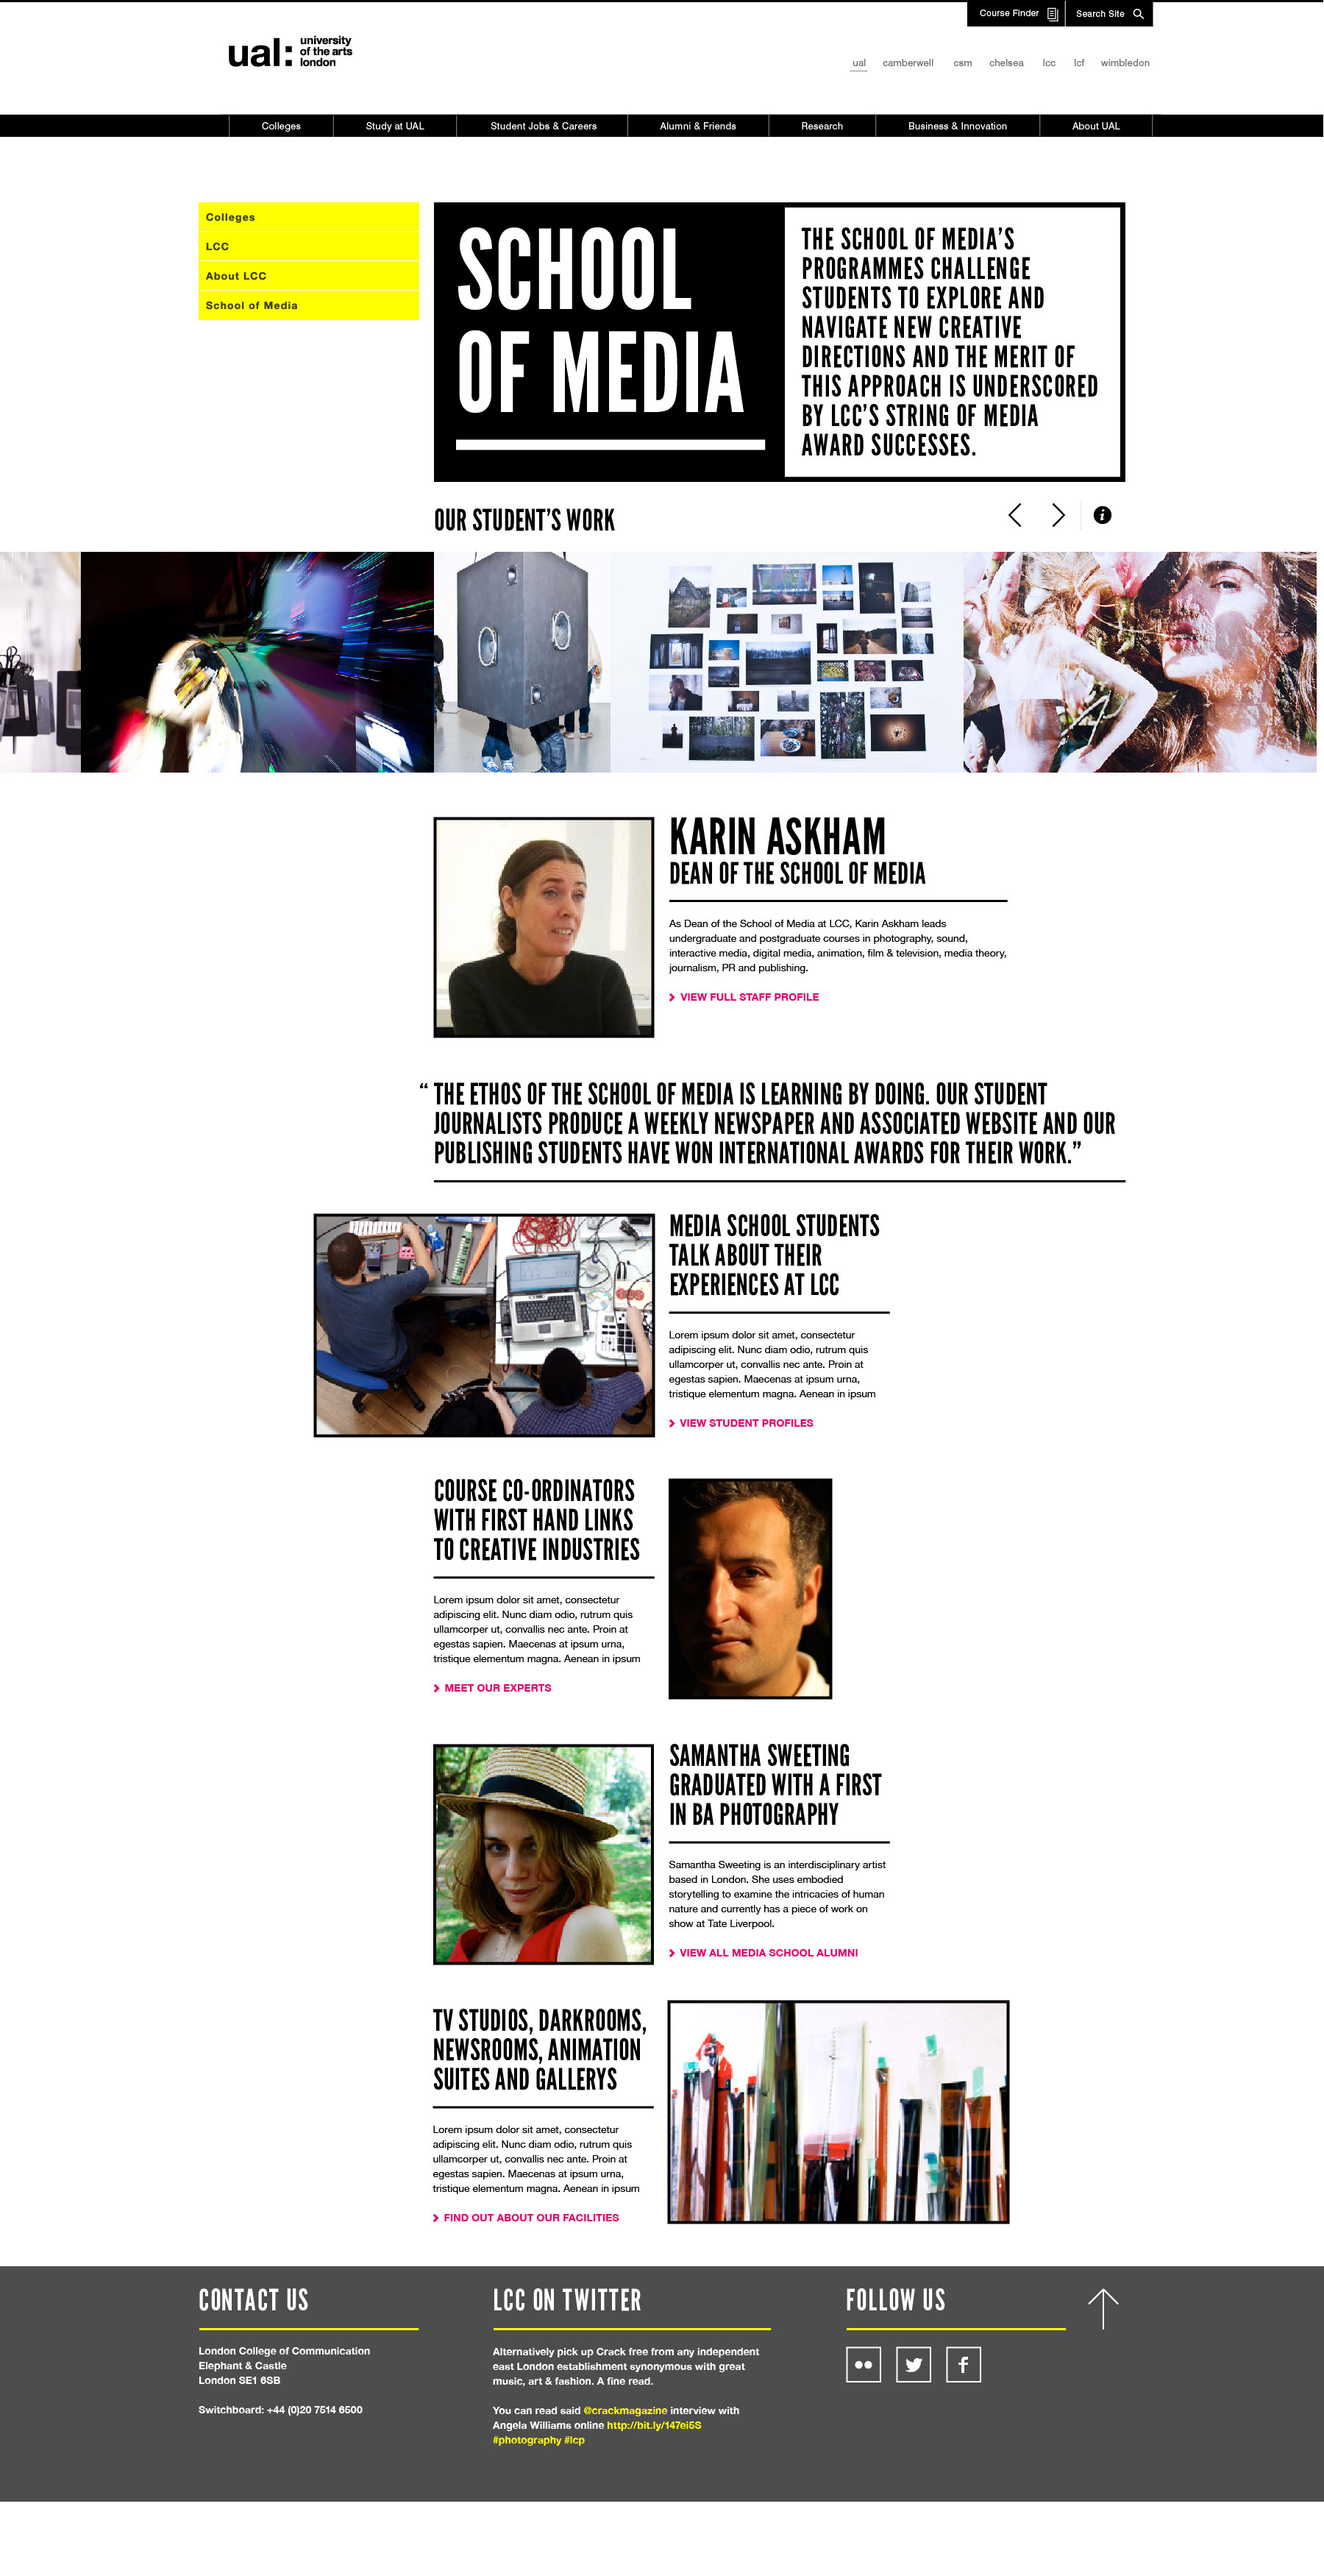 Course Finder
Search Site
ual:
university
of the arts
london
ual
camberwell
csm
chelsea
lcc
lcf
wimbledon
Colleges
Study at UAL
Student Jobs & Careers
Alumni & Friends
Research
Business & Innovation
About UAL
Colleges
LCC
About LCC
School of Media
SCHOOL
OF MEDIA
THE SCHOOL OF MEDIA'S
PROGRAMMES CHALLENGE
STUDENTS TO EXPLORE AND
NAVIGATE NEW CREATIVE
DIRECTIONS AND THE MERIT OF
THIS APPROACH IS UNDERSCORED
BY LCC'S STRING OF MEDIA
AWARD SUCCESSES.
OUR STUDENT'S WORK
KARIN ASKHAM
DEAN OF THE SCHOOL OF MEDIA
As Dean of the School of Media at LCC, Karin Askham leads
undergraduate and postgraduate courses in photography, sound,
interactive media, digital media, animation, film & television, media theory,
journalism, PR and publishing.
VIEW FULL STAFF PROFILE
“ THE ETHOS OF THE SCHOOL OF MEDIA IS LEARNING BY DOING. OUR STUDENT
JOURNALISTS PRODUCE A WEEKLY NEWSPAPER AND ASSOCIATED WEBSITE AND OUR
PUBLISHING STUDENTS HAVE WON INTERNATIONAL AWARDS FOR THEIR WORK.”
MEDIA SCHOOL STUDENTS
TALK ABOUT THEIR
EXPERIENCES AT LCC
Lorem ipsum dolor sit amet, consectetur
adipiscing elit. Nunc diam odio, rutrum quis
ullamcorper ut, convallis nec ante. Proin at
egestas sapien. Maecenas at ipsum urna,
tristique elementum magna. Aenean in ipsum
VIEW STUDENT PROFILES
COURSE CO-ORDINATORS
WITH FIRST HAND LINKS
TO CREATIVE INDUSTRIES
Lorem ipsum dolor sit amet, consectetur
adipiscing elit. Nunc diam odio, rutrum quis
ullamcorper ut, convallis nec ante. Proin at
egestas sapien. Maecenas at ipsum urna,
tristique elementum magna. Aenean in ipsum
MEET OUR EXPERTS
SAMANTHA SWEETING
GRADUATED WITH A FIRST
IN BA PHOTOGRAPHY
Samantha Sweeting is an interdisciplinary artist
based in London. She uses embodied
storytelling to examine the intricacies of human
nature and currently has a piece of work on
show at Tate Liverpool.
VIEW ALL MEDIA SCHOOL ALUMNI
TV STUDIOS, DARKROOMS,
NEWSROOMS, ANIMATION
SUITES AND GALLERYS
Lorem ipsum dolor sit amet, consectetur
adipiscing elit. Nunc diam odio, rutrum quis
ullamcorper ut, convallis nec ante. Proin at
egestas sapien. Maecenas at ipsum urna,
tristique elementum magna. Aenean in ipsum
FIND OUT ABOUT OUR FACILITIES
CONTACT US
London College of Communication
Elephant & Castle
London SE1 6SB
Switchboard: +44 (0)20 7514 6500
LCC ON TWITTER
Alternatively pick up Crack free from any independent
east London establishment synonymous with great
music, art & fashion. A fine read.
You can read said @crackmagazine interview with
Angela Williams online http://bit.ly/147ei5S
#photography #lcp
FOLLOW US